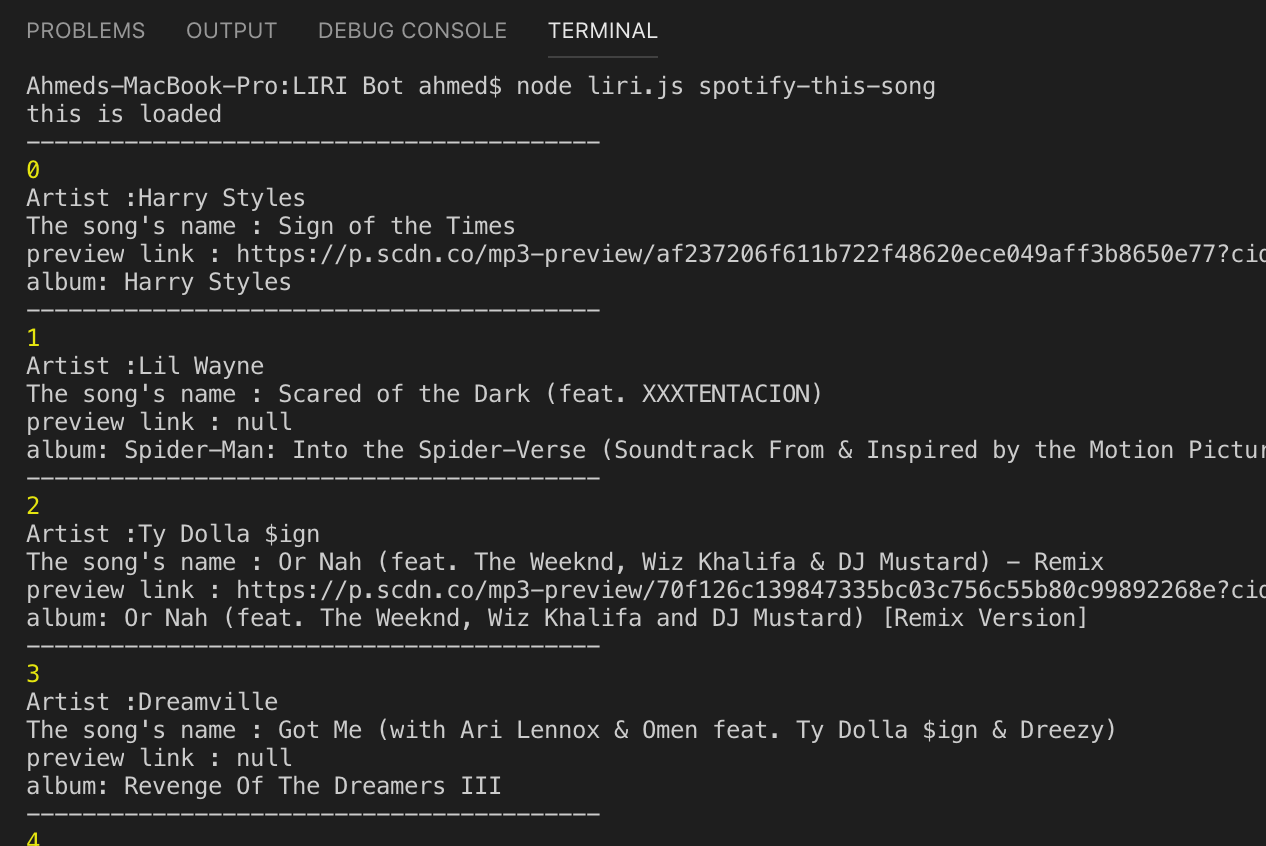 PROBLEMS OUTPUT DEBUG CONSOLE TERMINAL
Ahmeds-MacBook-Pro:LIRI Bot ahmed$ node liri.js spotify-this-song
this is loaded
-----------------------------------------
0
Artist :Harry Styles
The song's name : Sign of the Times
preview link : https://p.scdn.co/mp3-preview/af237206f611b722f48620ece049aff3b8650e77?cid
album: Harry Styles
-----------------------------------------
1
Artist :Lil Wayne
The song's name : Scared of the Dark (feat. XXXTENTACION)
preview link : null
album: Spider-Man: Into the Spider-Verse (Soundtrack From & Inspired by the Motion Pictur
-----------------------------------------
2
Artist :Ty Dolla $ign
The song's name : Or Nah (feat. The Weeknd, Wiz Khalifa & DJ Mustard) - Remix
preview link : https://p.scdn.co/mp3-preview/70f126c139847335bc03c756c55b80c99892268e?cid
album: Or Nah (feat. The Weeknd, Wiz Khalifa and DJ Mustard) [Remix Version]
-----------------------------------------
3
Artist :Dreamville
The song's name : Got Me (with Ari Lennox & Omen feat. Ty Dolla $ign & Dreezy)
preview link : null
album: Revenge Of The Dreamers III
-----------------------------------------
4